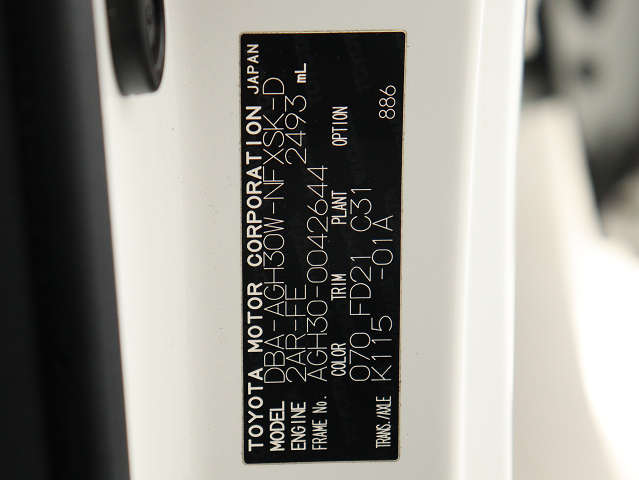 TOYOTA MOTOR CORPORATION JAPAN
MODEL DBA-AGH30W-NFXSK-D
ENGINE 2AR-FE 2493 mL
FRAME No. AGH30-0042644
COLOR TRIM PLANT OPTION
070 FD21 C31 886
TRANS./AXLE K115 -01A